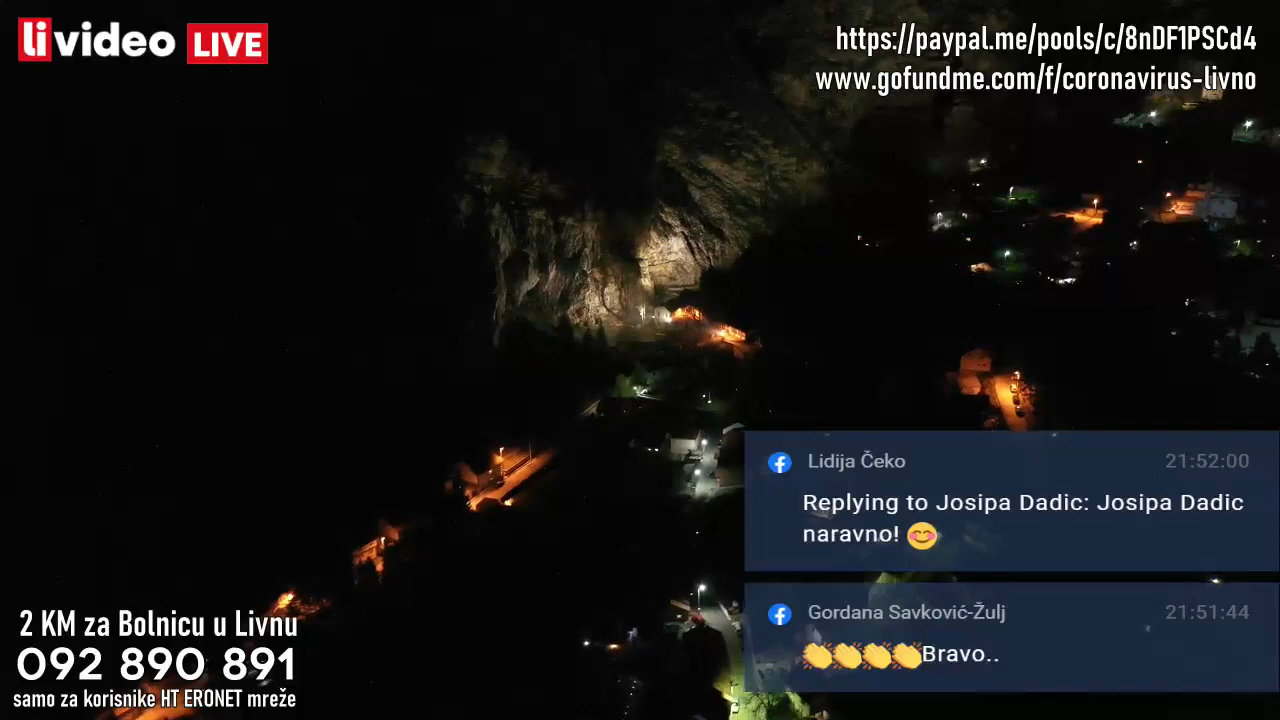 livideo LIVE
https://paypal.me/pools/c/8nDF1PSCd4
www.gofundme.com/f/coronavirus-livno
Lidija Čeko 21:52:00
Replying to Josipa Dadic: Josipa Dadic
naravno! 😊
Gordana Savković-Žulj 21:51:44
👏👏👏👏Bravo..
2 KM za Bolnicu u Livnu
092 890 891
samo za korisnike HT ERONET mreže